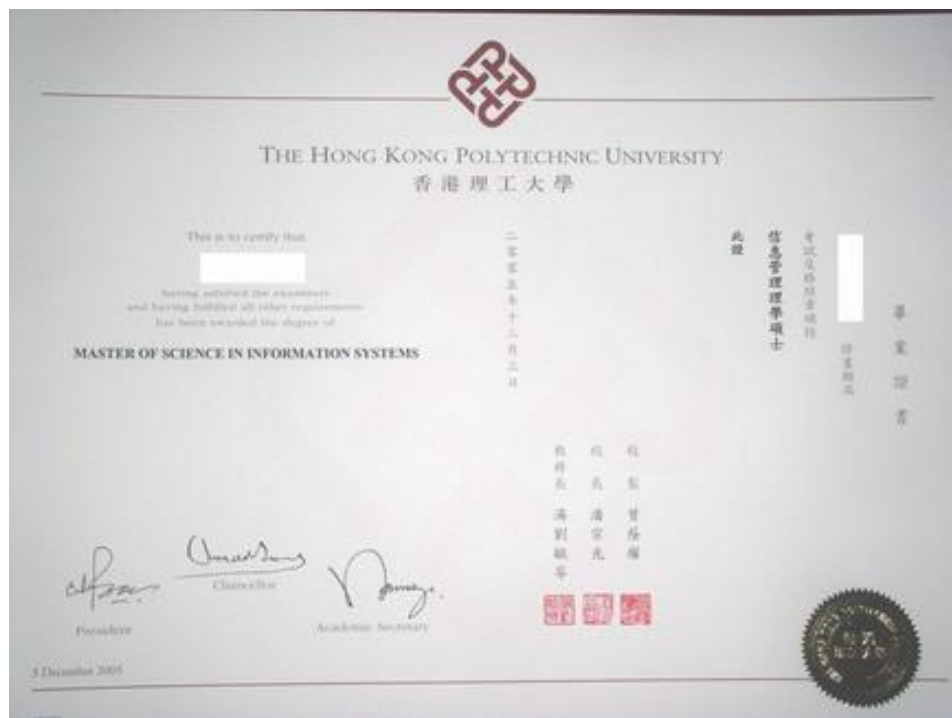 THE HONG KONG POLYTECHNIC UNIVERSITY
香港理工大學
This is to certify that
having satisfied the examiners
and having fulfilled all other requirements
has been awarded the degree of
MASTER OF SCIENCE IN INFORMATION SYSTEMS
畢業證書
考試及格
信息管理理學碩士
此證
二零零五年十二月三日
校監 曾蔭權
校長 潘宗光
教務長
Chancellor
President
Academic Secretary
3 December 2005